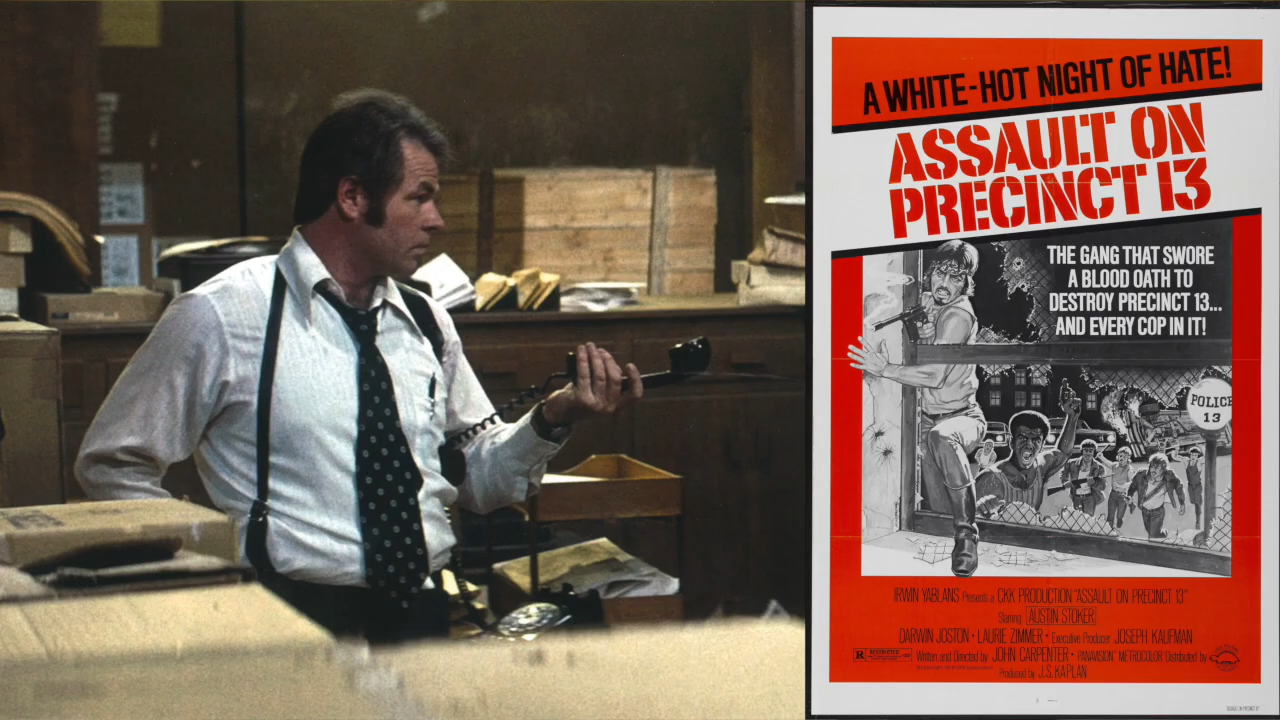 A WHITE-HOT NIGHT OF HATE!
ASSAULT ON
PRECINCT 13
THE GANG THAT SWORE
A BLOOD OATH TO
DESTROY PRECINCT 13...
AND EVERY COP IN IT!
POLICE
13
IRWIN YABLANS Presents a CKK PRODUCTION "ASSAULT ON PRECINCT 13"
Starring AUSTIN STOKER
DARWIN JOSTON • LAURIE ZIMMER • Executive Producer JOSEPH KAUFMAN
R RESTRICTED
Written and Directed by JOHN CARPENTER • PANAVISION® METROCOLOR® Distributed by
Produced by J.S. KAPLAN